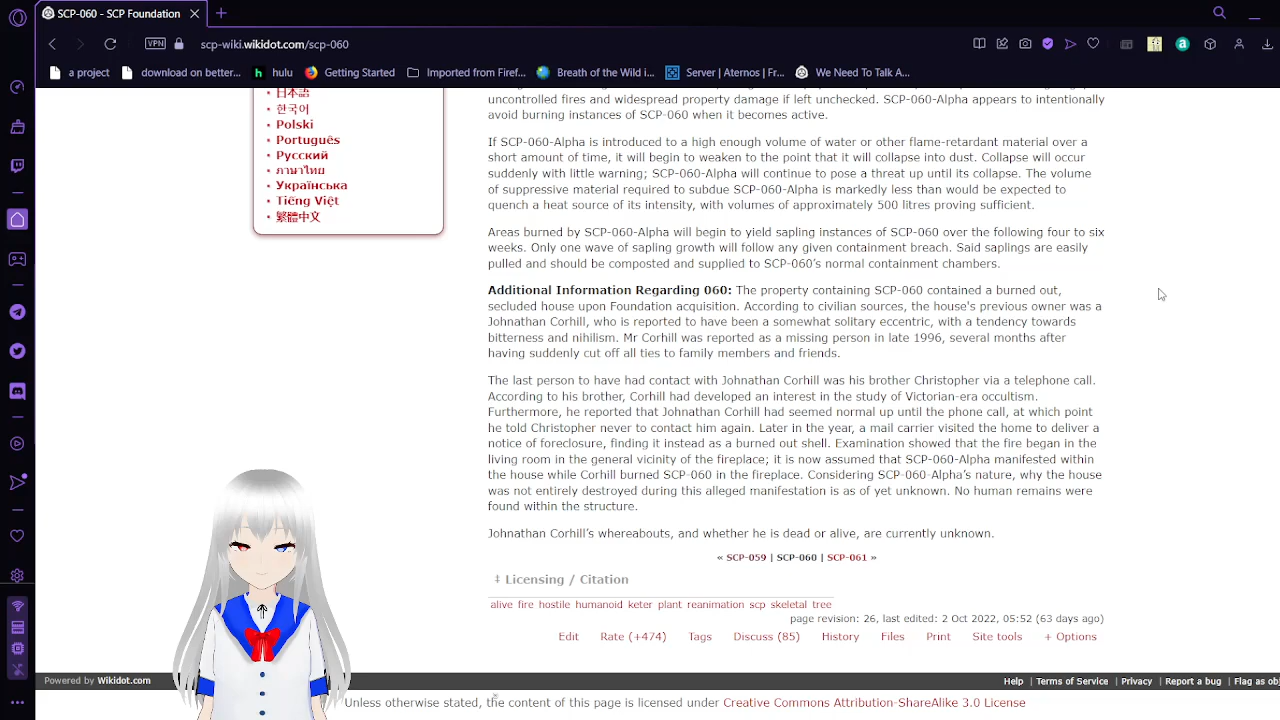 SCP-060 - SCP Foundation
VPN
scp-wiki.wikidot.com/scp-060
a project
download on better...
hulu
Getting Started
Imported from Firef...
Breath of the Wild i...
Server | Aternos | Fr...
We Need To Talk A...
日本語
한국어
Polski
Português
Русский
ภาษาไทย
Українська
Tiếng Việt
繁體中文
uncontrolled fires and widespread property damage if left unchecked. SCP-060-Alpha appears to intentionally
avoid burning instances of SCP-060 when it becomes active.
If SCP-060-Alpha is introduced to a high enough volume of water or other flame-retardant material over a
short amount of time, it will begin to weaken to the point that it will collapse into dust. Collapse will occur
suddenly with little warning; SCP-060-Alpha will continue to pose a threat up until its collapse. The volume
of suppressive material required to subdue SCP-060-Alpha is markedly less than would be expected to
quench a heat source of its intensity, with volumes of approximately 500 litres proving sufficient.
Areas burned by SCP-060-Alpha will begin to yield sapling instances of SCP-060 over the following four to six
weeks. Only one wave of sapling growth will follow any given containment breach. Said saplings are easily
pulled and should be composted and supplied to SCP-060's normal containment chambers.
Additional Information Regarding 060: The property containing SCP-060 contained a burned out,
secluded house upon Foundation acquisition. According to civilian sources, the house's previous owner was a
Johnathan Corhill, who is reported to have been a somewhat solitary eccentric, with a tendency towards
bitterness and nihilism. Mr Corhill was reported as a missing person in late 1996, several months after
having suddenly cut off all ties to family members and friends.
The last person to have had contact with Johnathan Corhill was his brother Christopher via a telephone call.
According to his brother, Corhill had developed an interest in the study of Victorian-era occultism.
Furthermore, he reported that Johnathan Corhill had seemed normal up until the phone call, at which point
he told Christopher never to contact him again. Later in the year, a mail carrier visited the home to deliver a
notice of foreclosure, finding it instead as a burned out shell. Examination showed that the fire began in the
living room in the general vicinity of the fireplace; it is now assumed that SCP-060-Alpha manifested within
the house while Corhill burned SCP-060 in the fireplace. Considering SCP-060-Alpha's nature, why the house
was not entirely destroyed during this alleged manifestation is as of yet unknown. No human remains were
found within the structure.
Johnathan Corhill's whereabouts, and whether he is dead or alive, are currently unknown.
« SCP-059 | SCP-060 | SCP-061 »
‡ Licensing / Citation
alive fire hostile humanoid keter plant reanimation scp skeletal tree
page revision: 26, last edited: 2 Oct 2022, 05:52 (63 days ago)
Edit Rate (+474) Tags Discuss (85) History Files Print Site tools + Options
Powered by Wikidot.com
Help | Terms of Service | Privacy | Report a bug | Flag as obj
Unless otherwise stated, the content of this page is licensed under Creative Commons Attribution-ShareAlike 3.0 License